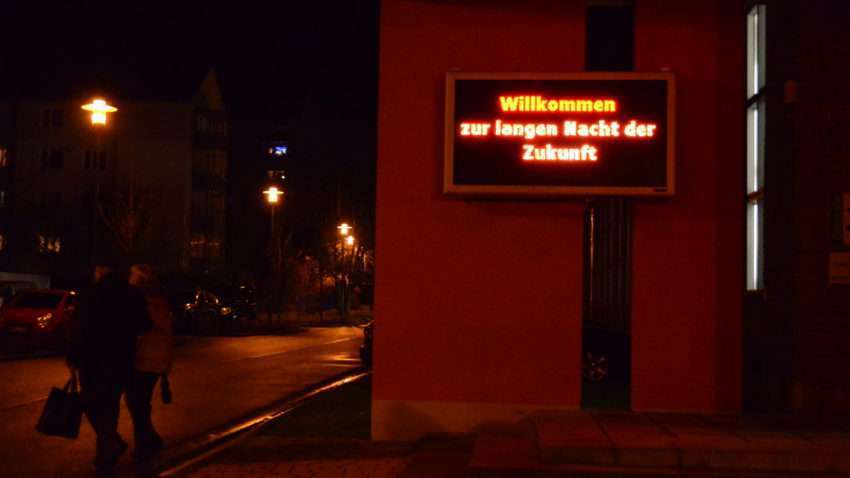 Willkommen
zur langen Nacht der
Zukunft